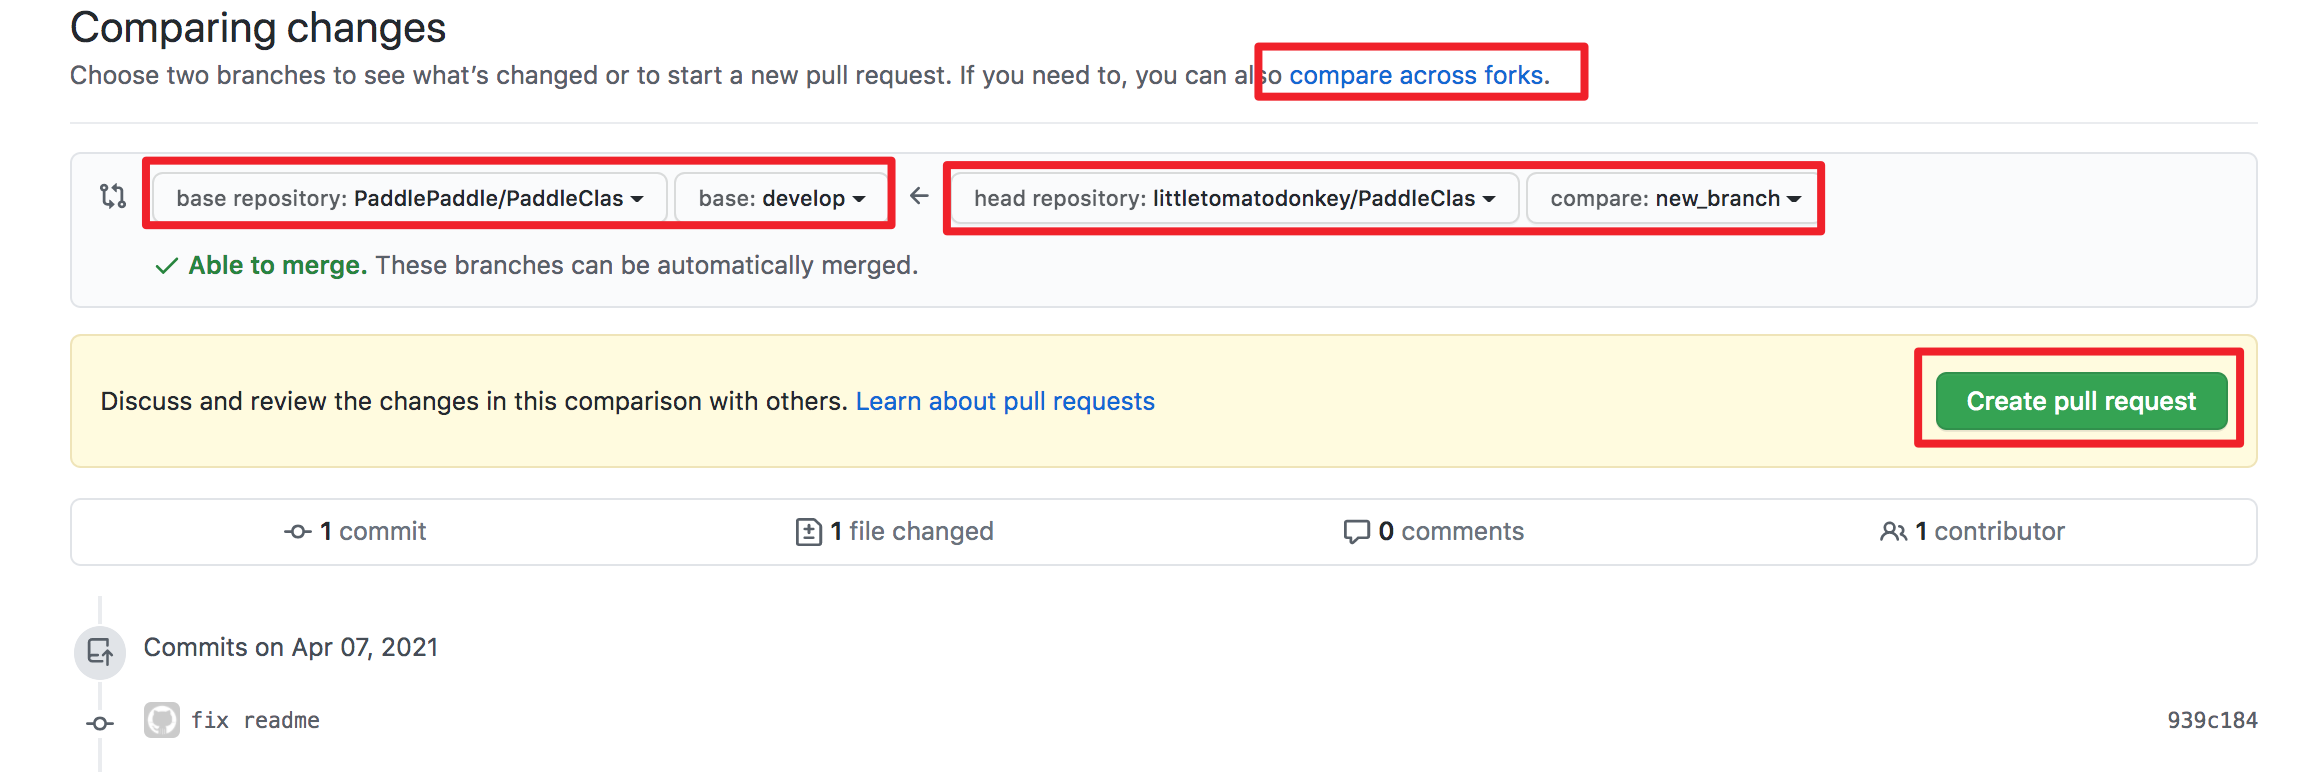 Comparing changes
Choose two branches to see what's changed or to start a new pull request. If you need to, you can also compare across forks.
base repository: PaddlePaddle/PaddleClas base: develop ← head repository: littletomatodonkey/PaddleClas compare: new_branch
✓ Able to merge. These branches can be automatically merged.
Discuss and review the changes in this comparison with others. Learn about pull requests Create pull request
1 commit 1 file changed 0 comments 1 contributor
Commits on Apr 07, 2021
fix readme 939c184